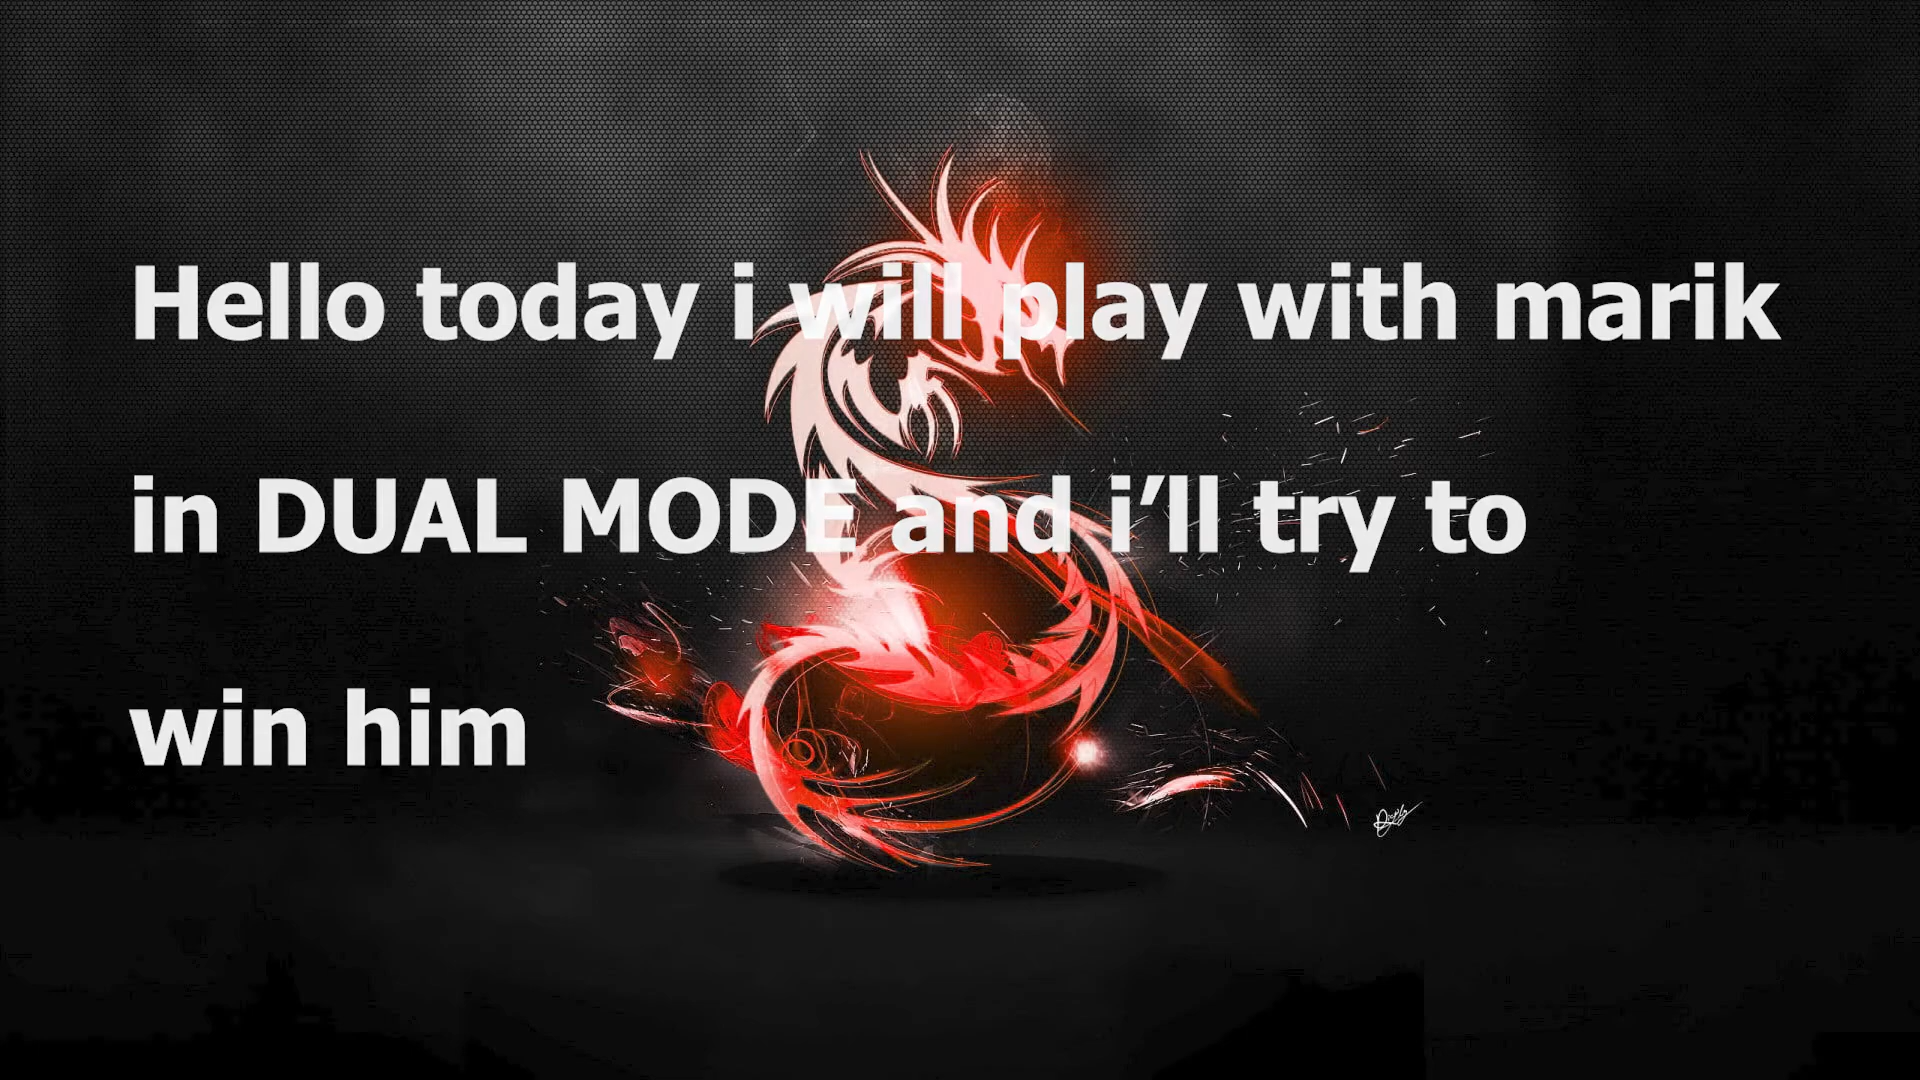 Hello today i will play with marik
in DUAL MODE and i’ll try to
win him